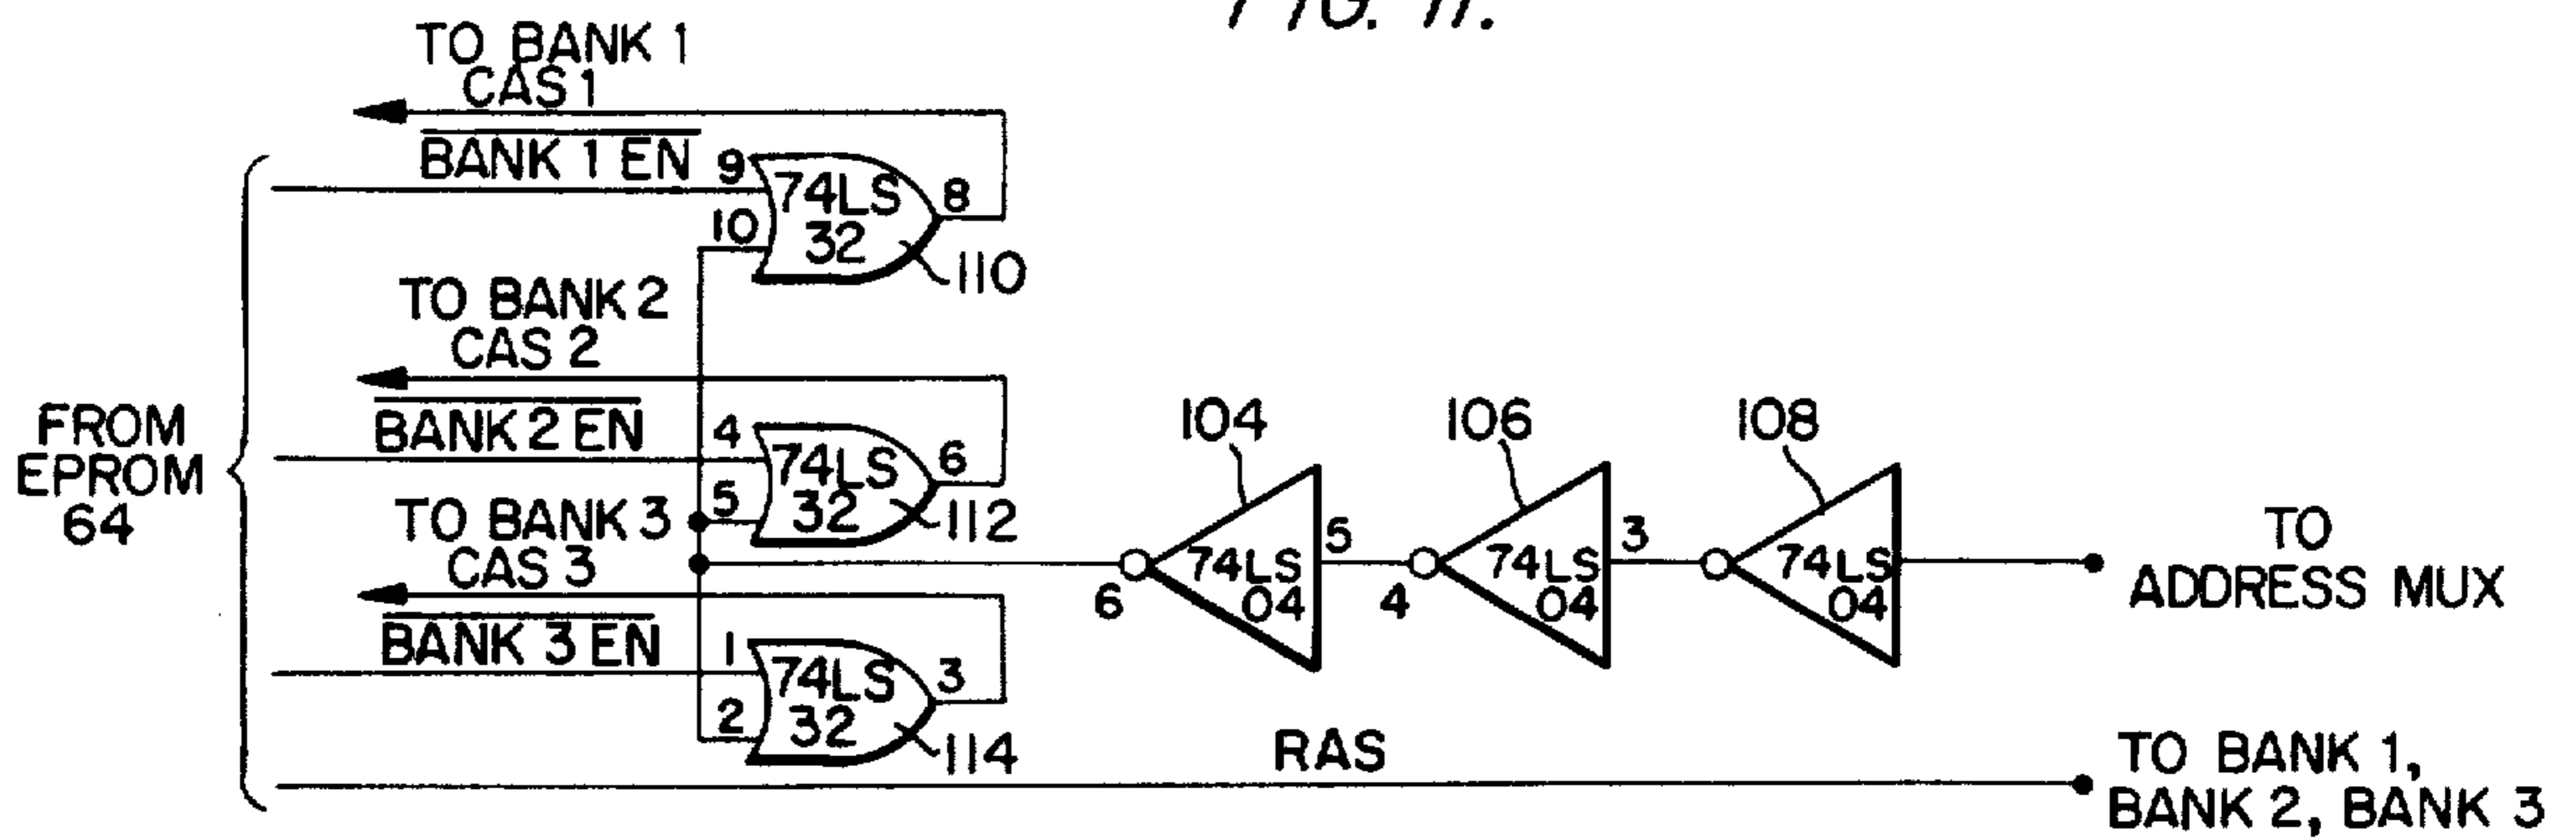 FIG. 11.
TO BANK 1
CAS 1
BANK 1 EN
9
10
74LS
32
8
110
TO BANK 2
CAS 2
BANK 2 EN
4
5
74LS
32
6
112
FROM
EPROM
64
TO BANK 3
CAS 3
BANK 3 EN
1
2
74LS
32
3
114
104
106
108
6
74LS
04
5
4
74LS
04
3
74LS
04
TO
ADDRESS MUX
RAS
TO BANK 1,
BANK 2, BANK 3